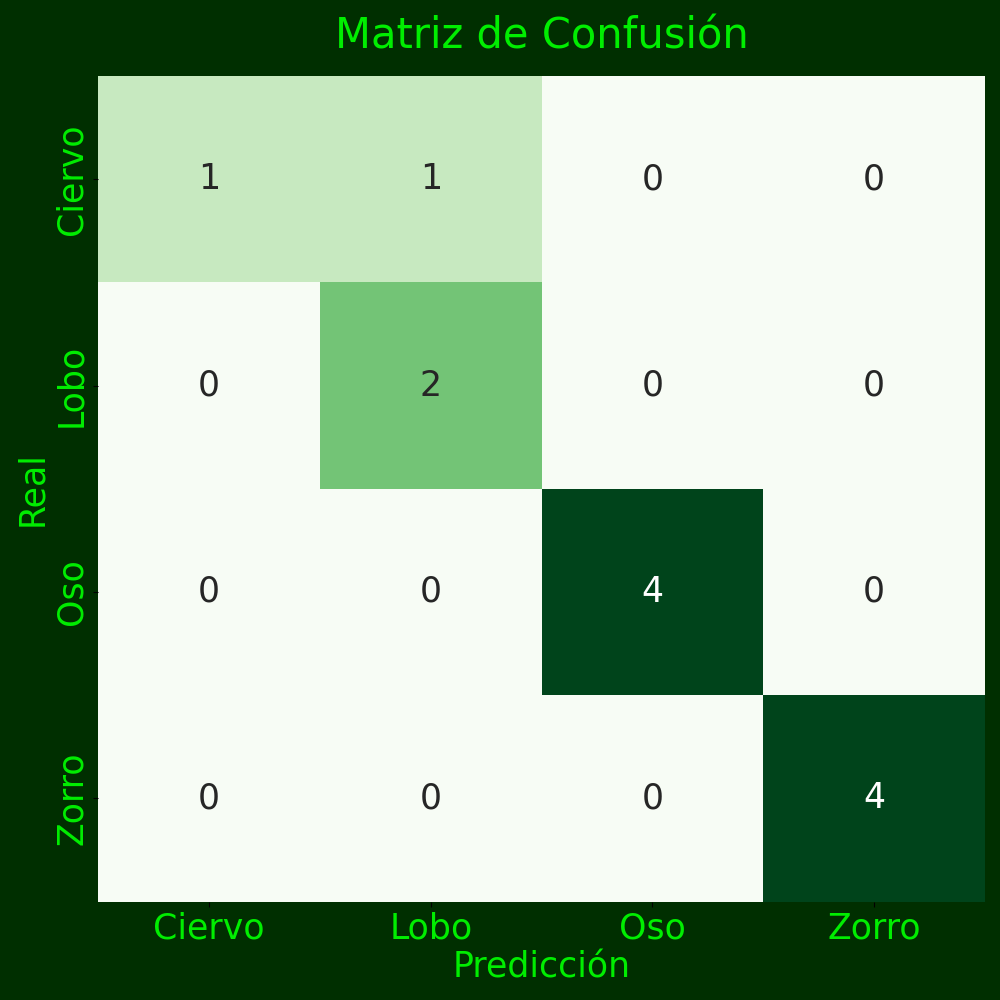 Matriz de Confusión
Real
Ciervo 1 1 0 0
Lobo 0 2 0 0
Oso 0 0 4 0
Zorro 0 0 0 4
Ciervo Lobo Oso Zorro
Predicción